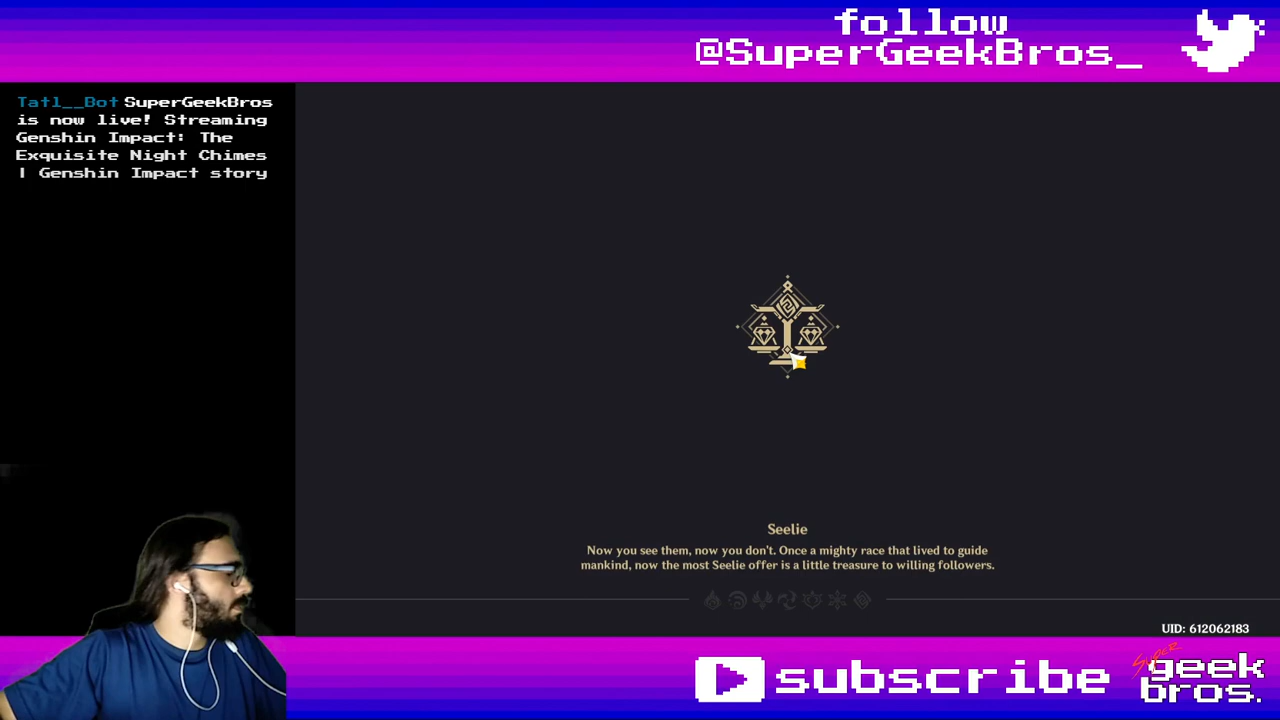 follow
@SuperGeekBros_
Tatl__Bot SuperGeekBros
is now live! Streaming
Genshin Impact: The
Exquisite Night Chimes
| Genshin Impact story
Seelie
Now you see them, now you don't. Once a mighty race that lived to guide
mankind, now the most Seelie offer is a little treasure to willing followers.
UID: 612062183
subscribe
SUPER
geek
bros.